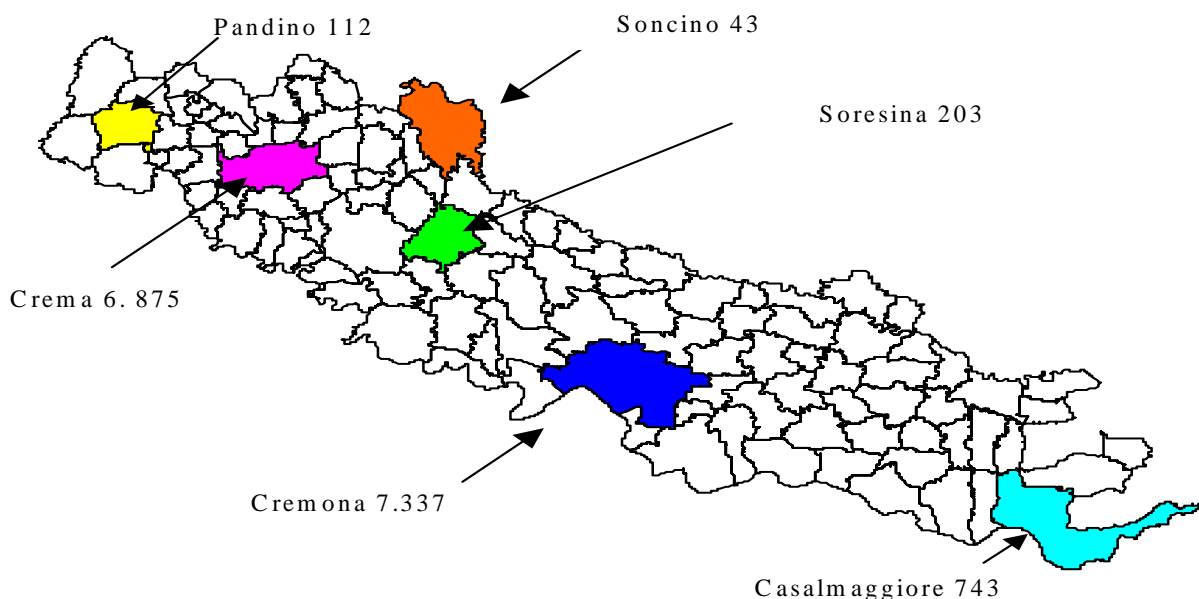 Pandino 112
Soncino 43
Soresina 203
Crema 6. 875
Cremona 7.337
Casalmaggiore 743